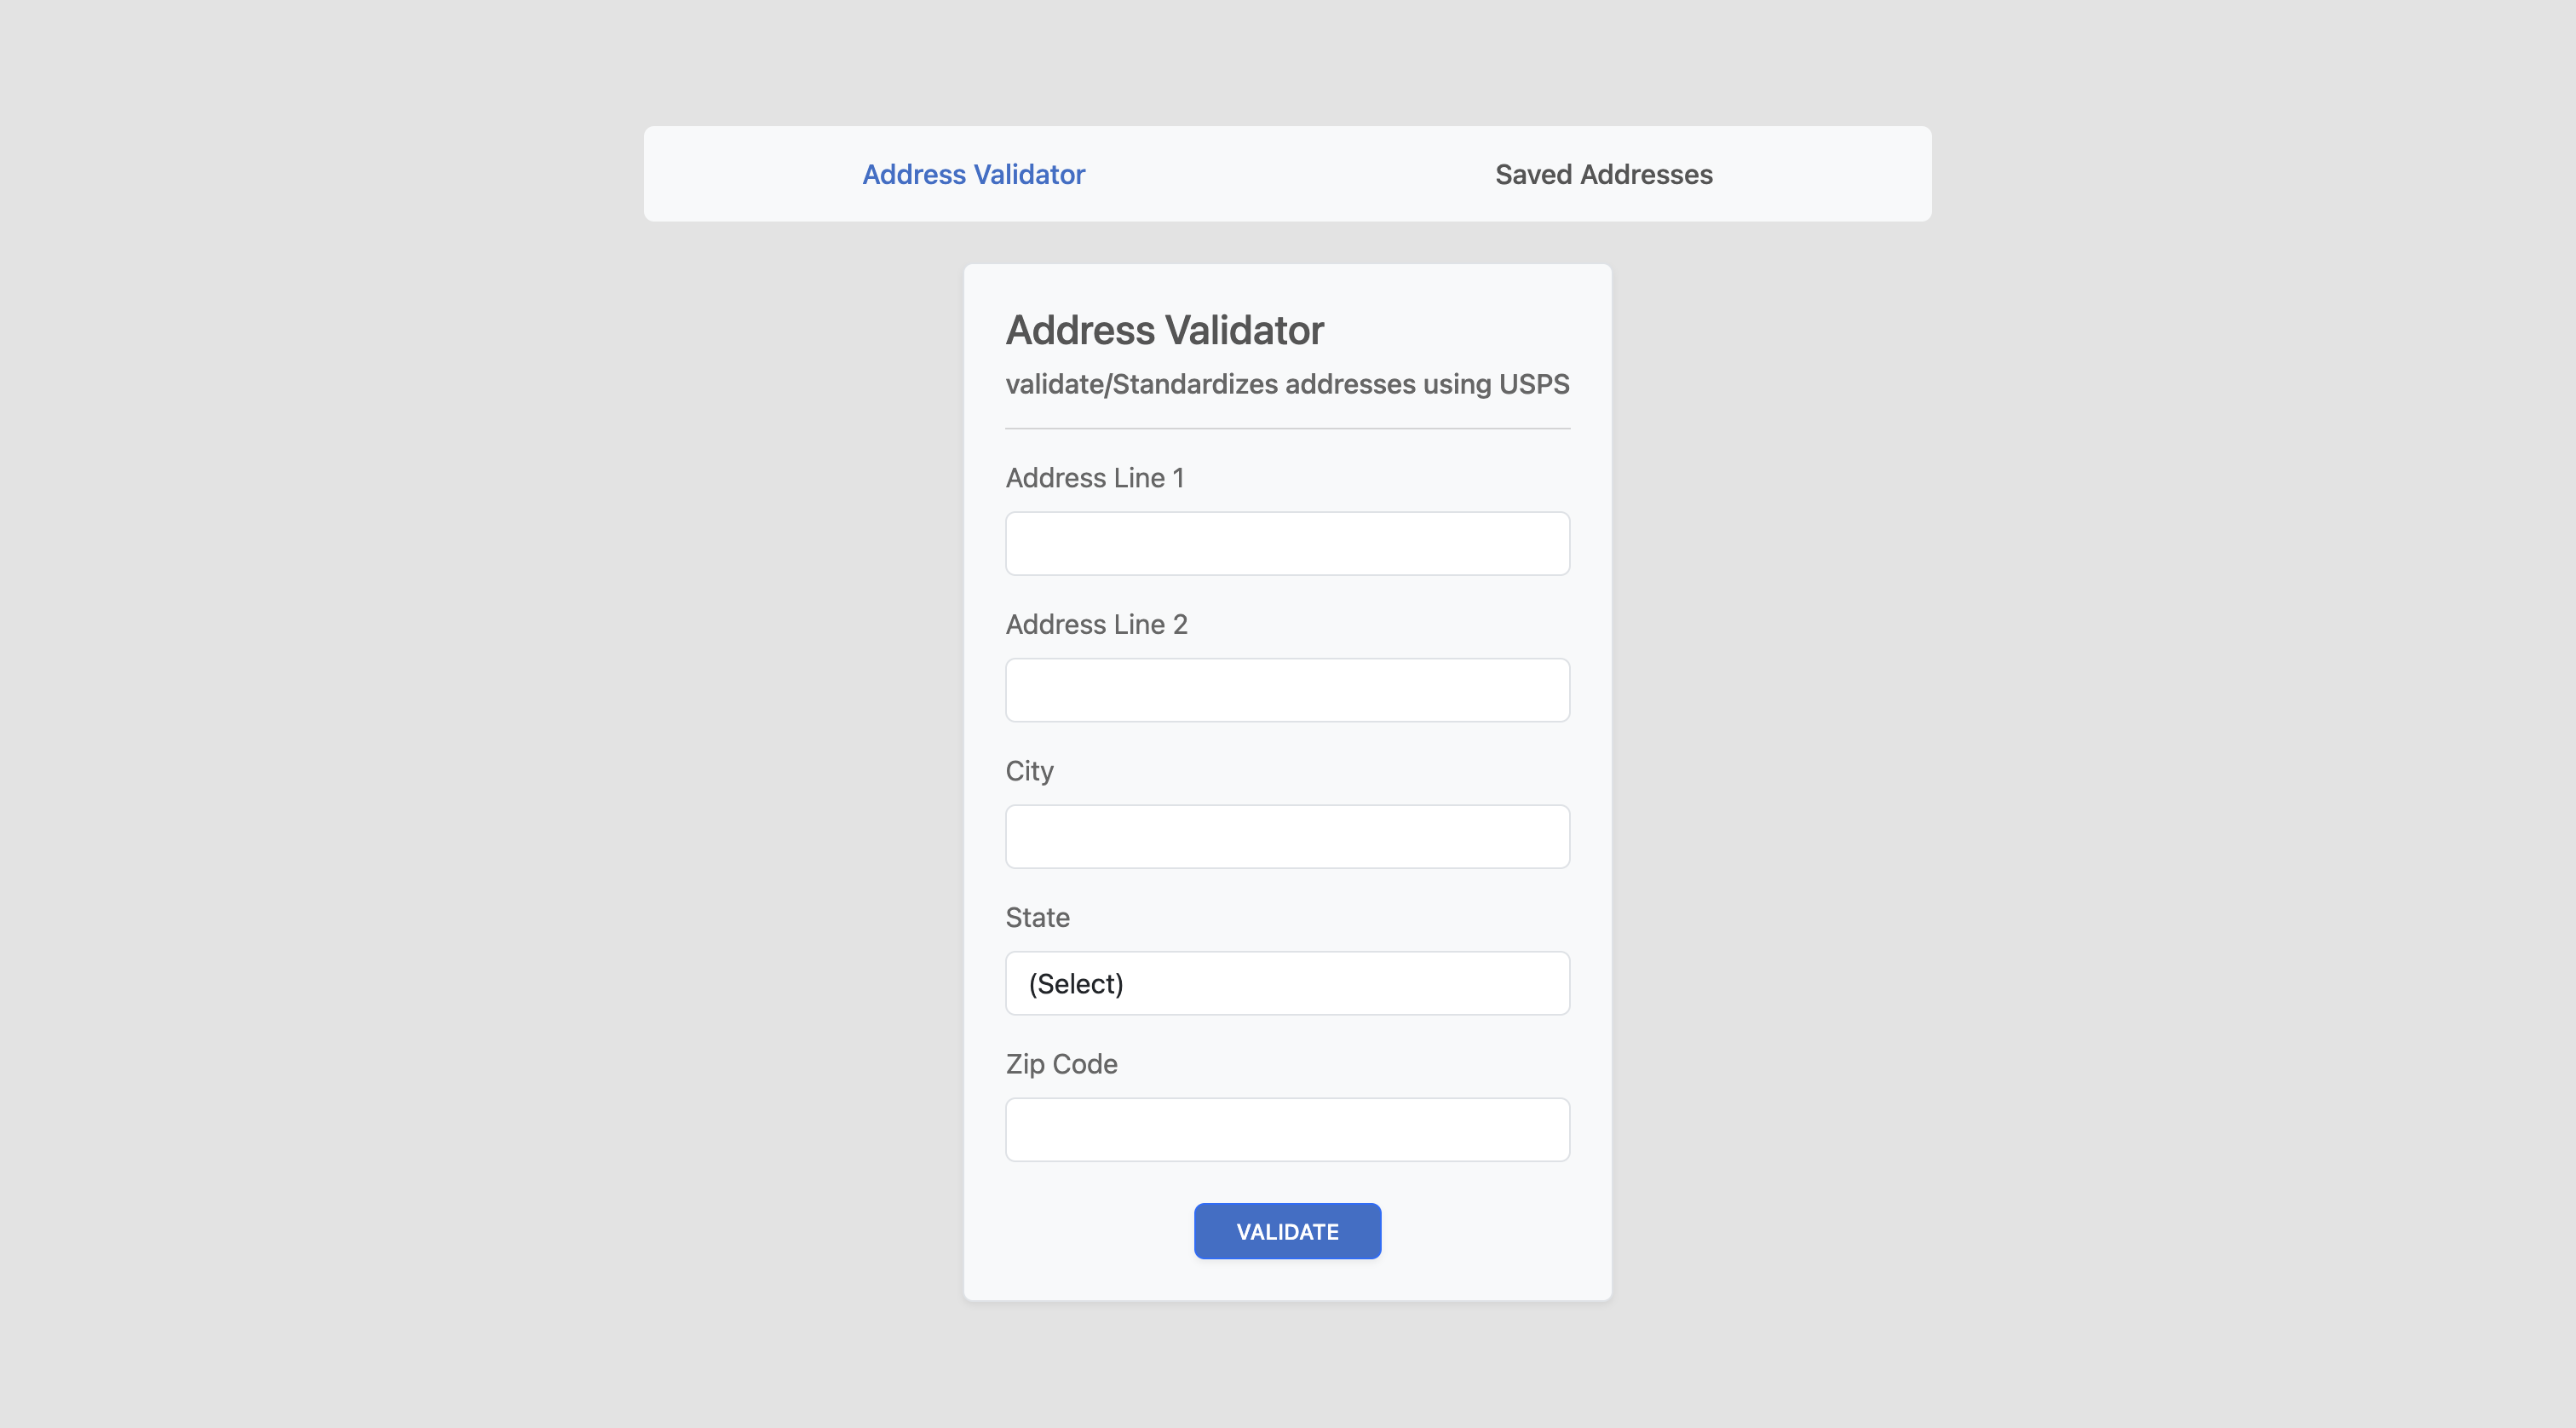 Address Validator
Saved Addresses
Address Validator
validate/Standardizes addresses using USPS
Address Line 1
Address Line 2
City
State
(Select)
Zip Code
VALIDATE